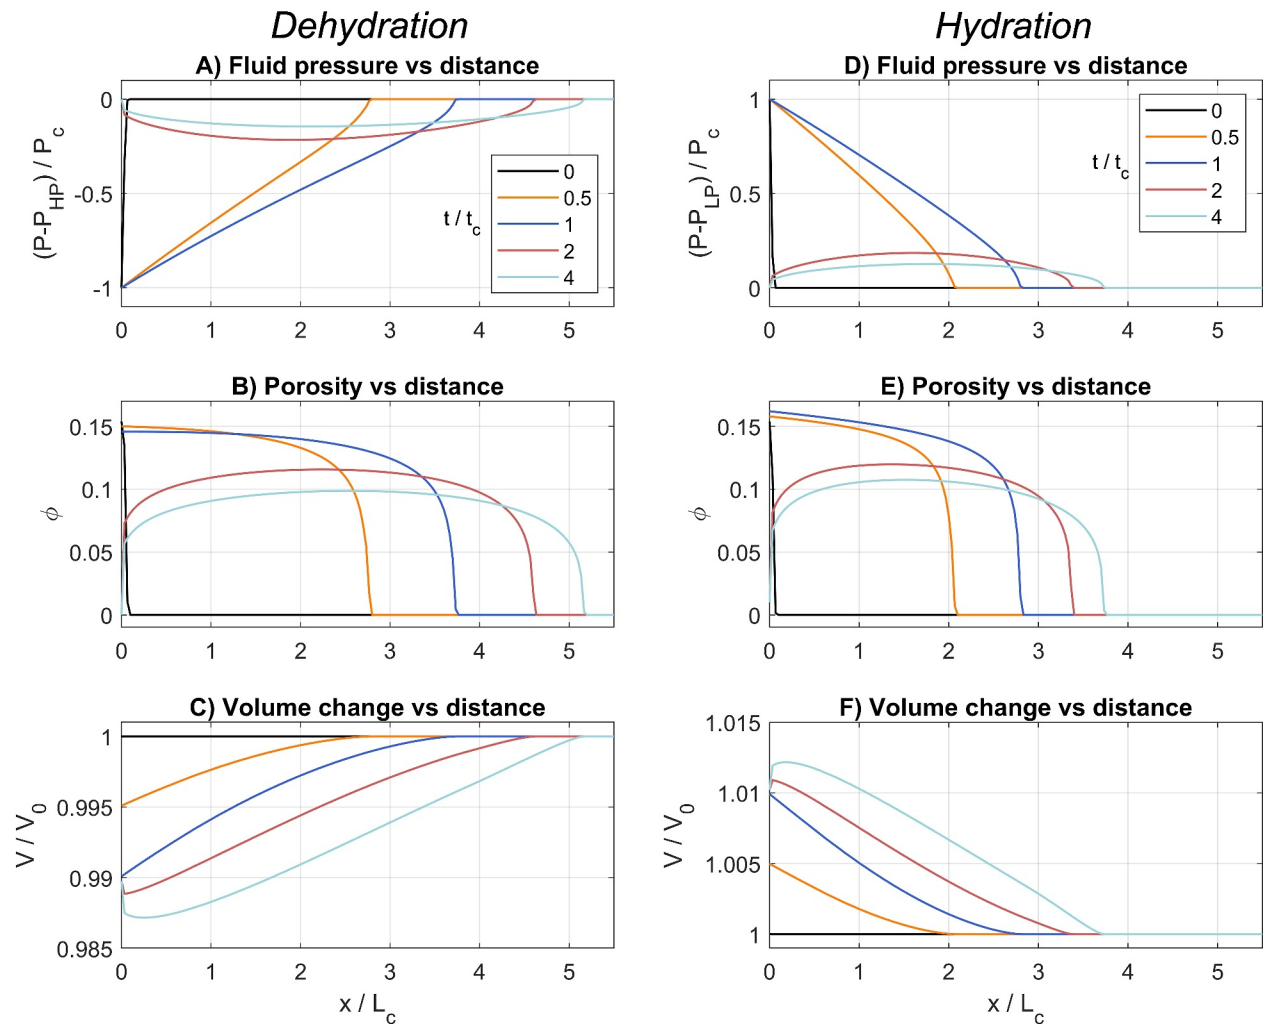 Dehydration
Hydration
A) Fluid pressure vs distance
(P-P_HP) / P_c
0
-0.5
-1
0 1 2 3 4 5
t / t_c
0
0.5
1
2
4
D) Fluid pressure vs distance
(P-P_LP) / P_c
1
0.5
0
0 1 2 3 4 5
t / t_c
0
0.5
1
2
4
B) Porosity vs distance
ϕ
0.15
0.1
0.05
0
0 1 2 3 4 5
E) Porosity vs distance
ϕ
0.15
0.1
0.05
0
0 1 2 3 4 5
C) Volume change vs distance
V / V_0
1
0.995
0.99
0.985
0 1 2 3 4 5
x / L_c
F) Volume change vs distance
V / V_0
1.015
1.01
1.005
1
0 1 2 3 4 5
x / L_c